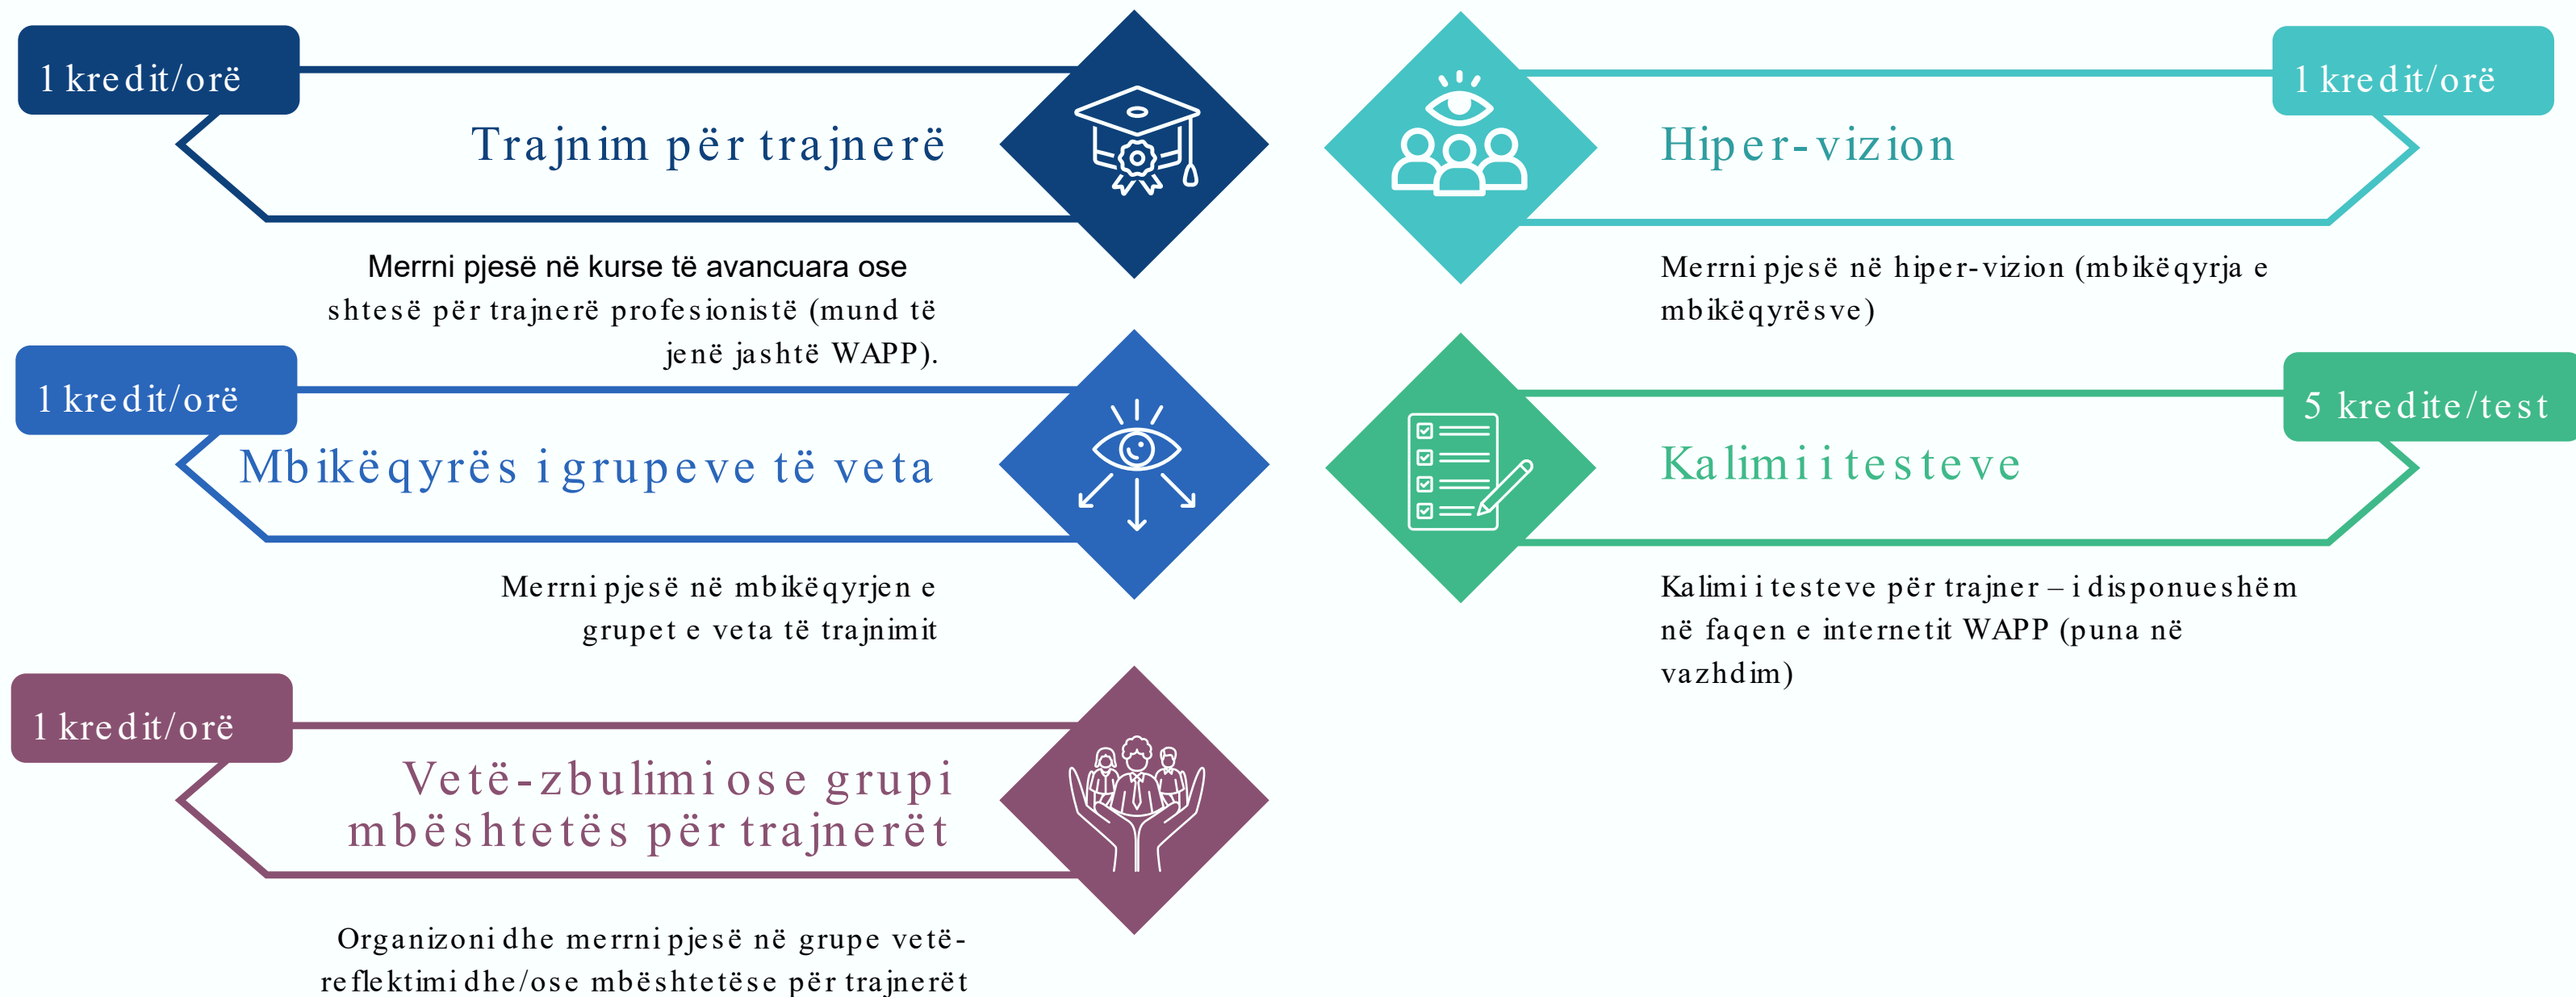 1 kredit/orë
Trajnim për trajnerë
Merrni pjesë në kurse të avancuara ose
shtesë për trajnerë profesionistë (mund të
jenë jashtë WAPP).
1 kredit/orë
Mbikëqyrës i grupeve të veta
Merrni pjesë në mbikëqyrjen e
grupet e veta të trajnimit
1 kredit/orë
Vetë-zbulimi ose grupi
mbështetës për trajnerët
Organizoni dhe merrni pjesë në grupe vetë-
reflektimi dhe/ose mbështetëse për trajnerët
1 kredit/orë
Hiper-vizion
Merrni pjesë në hiper-vizion (mbikëqyrja e
mbikëqyrësve)
5 kredite/test
Kalimi i testeve
Kalimi i testeve për trajner – i disponueshëm
në faqen e internetit WAPP (puna në
vazhdim)